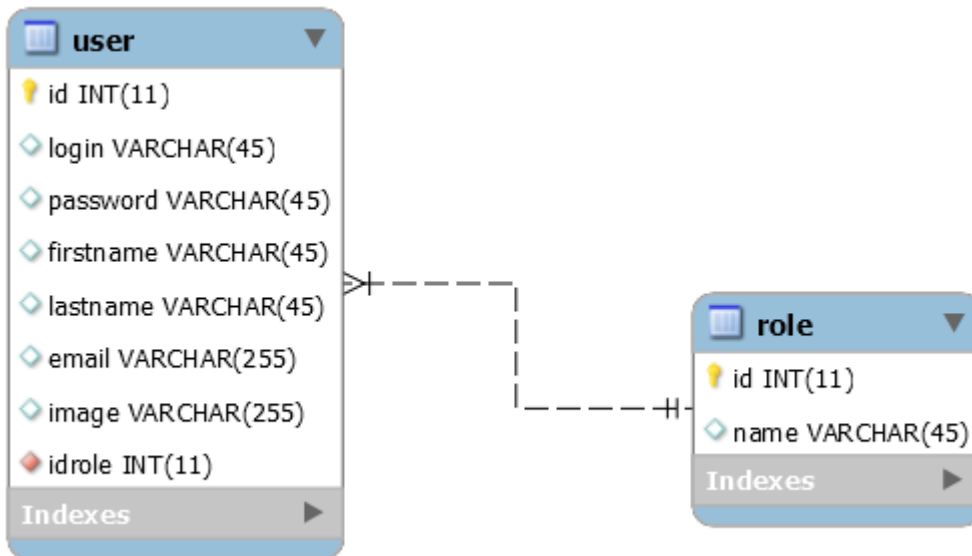 user
id INT(11)
login VARCHAR(45)
password VARCHAR(45)
firstname VARCHAR(45)
lastname VARCHAR(45)
email VARCHAR(255)
image VARCHAR(255)
idrole INT(11)
Indexes
role
id INT(11)
name VARCHAR(45)
Indexes